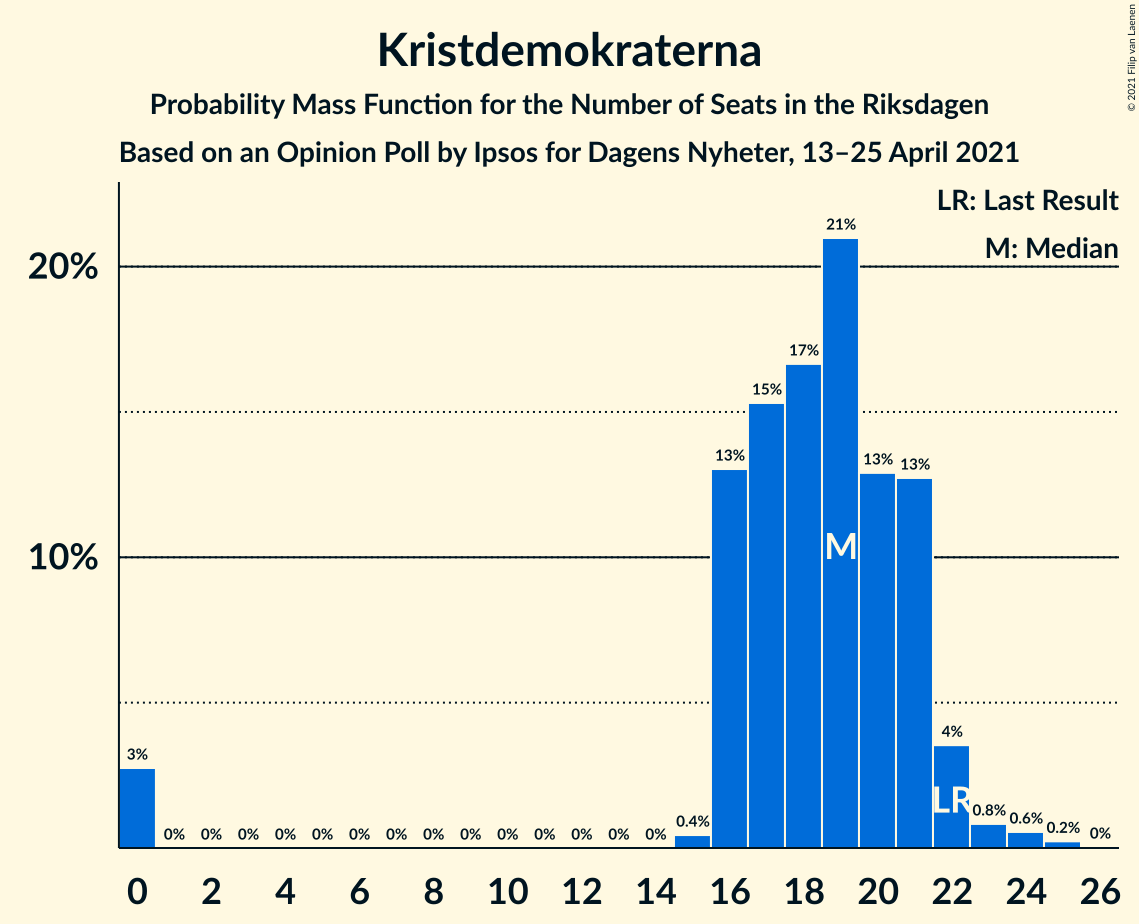 Kristdemokraterna
Probability Mass Function for the Number of Seats in the Riksdagen
Based on an Opinion Poll by Ipsos for Dagens Nyheter, 13–25 April 2021
© 2021 Filip van Laenen
LR: Last Result
M: Median
20%
10%
3% 0% 0% 0% 0% 0% 0% 0% 0% 0% 0% 0% 0% 0% 0% 0.4% 13% 15% 17% 21% 13% 13% 4% 0.8% 0.6% 0.2% 0%
M
LR
0 2 4 6 8 10 12 14 16 18 20 22 24 26